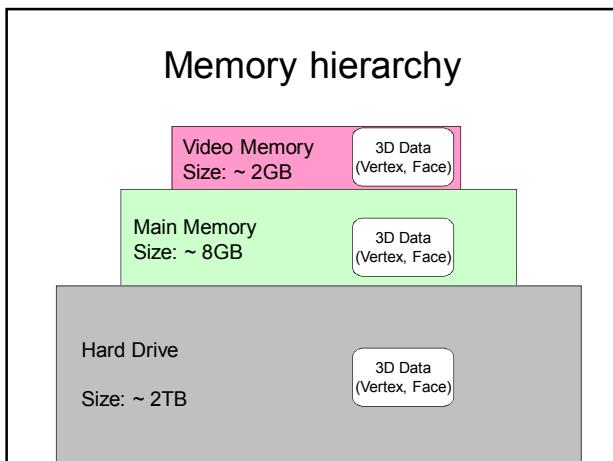 Memory hierarchy
Video Memory
Size: ~ 2GB
3D Data
(Vertex, Face)
Main Memory
Size: ~ 8GB
3D Data
(Vertex, Face)
Hard Drive
Size: ~ 2TB
3D Data
(Vertex, Face)